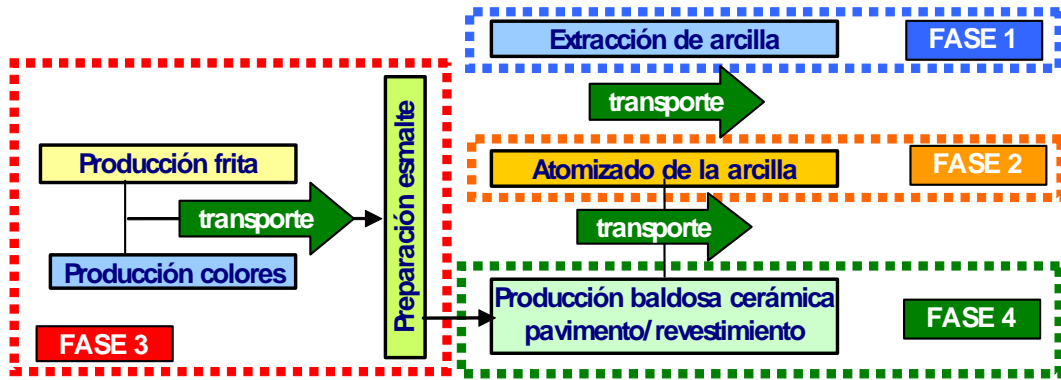 Extracción de arcilla
FASE 1
transporte
Producción frita
transporte
Producción colores
Preparación esmalte
FASE 3
Atomizado de la arcilla
FASE 2
transporte
Producción baldosa cerámica
pavimento/ revestimiento
FASE 4